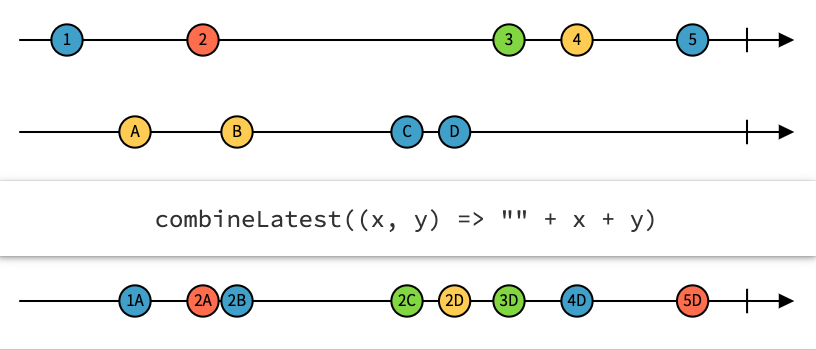 1 2 3 4 5
A B C D
combineLatest((x, y) => "" + x + y)
1A 2A 2B 2C 2D 3D 4D 5D